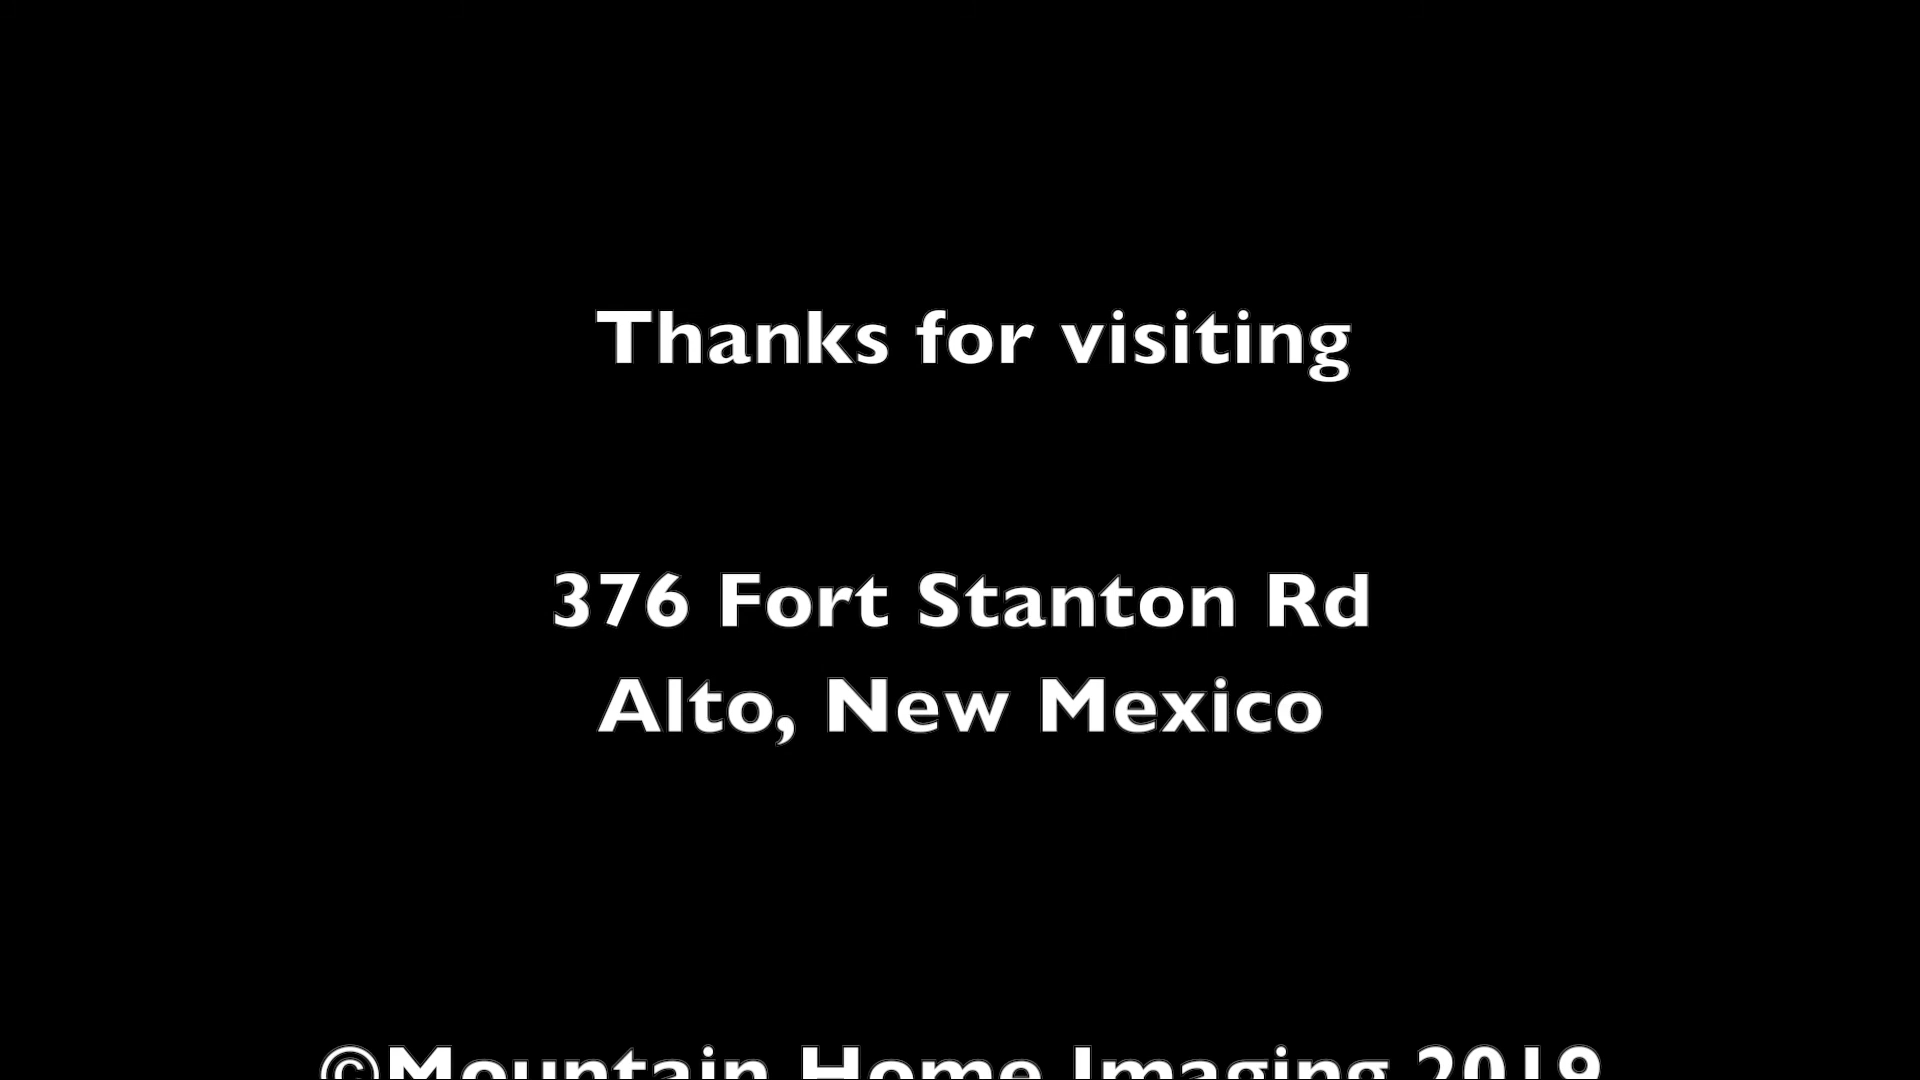 Thanks for visiting
376 Fort Stanton Rd
Alto, New Mexico
©Mountain Home Imaging 2019